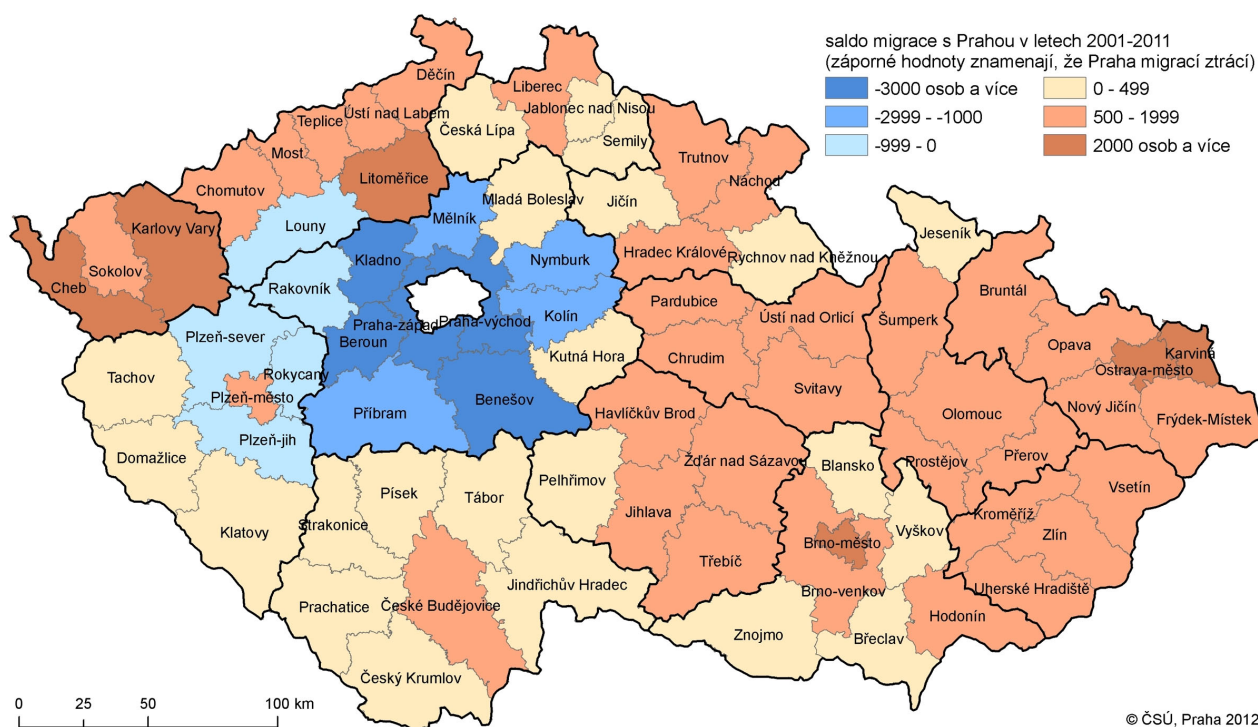 saldo migrace s Prahou v letech 2001-2011
(záporné hodnoty znamenají, že Praha migrací ztrácí)
-3000 osob a více
0 - 499
-2999 - -1000
500 - 1999
-999 - 0
2000 osob a více
Děčín
Liberec
Ústí nad Labem
Jablonec nad Nisou
Teplice
Česká Lípa
Semily
Most
Trutnov
Litoměřice
Náchod
Chomutov
Mladá Boleslav
Jičín
Mělník
Karlovy Vary
Louny
Jeseník
Hradec Králové
Rychnov nad Kněžnou
Kladno
Nymburk
Sokolov
Cheb
Rakovník
Bruntál
Pardubice
Kolín
Ústí nad Orlicí
Šumperk
Praha-západ
Praha-východ
Plzeň-sever
Beroun
Opava
Karviná
Kutná Hora
Chrudim
Ostrava-město
Rokycany
Tachov
Svitavy
Plzeň-město
Benešov
Příbram
Havlíčkův Brod
Nový Jičín
Olomouc
Frýdek-Místek
Plzeň-jih
Domažlice
Přerov
Žďár nad Sázavou
Prostějov
Blansko
Pelhřimov
Vsetín
Písek
Tábor
Kroměříž
Strakonice
Jihlava
Klatovy
Vyškov
Zlín
Brno-město
Třebíč
Jindřichův Hradec
Uherské Hradiště
Brno-venkov
Prachatice
České Budějovice
Hodonín
Znojmo
Břeclav
Český Krumlov
0 25 50 100 km
© ČSÚ, Praha 2012